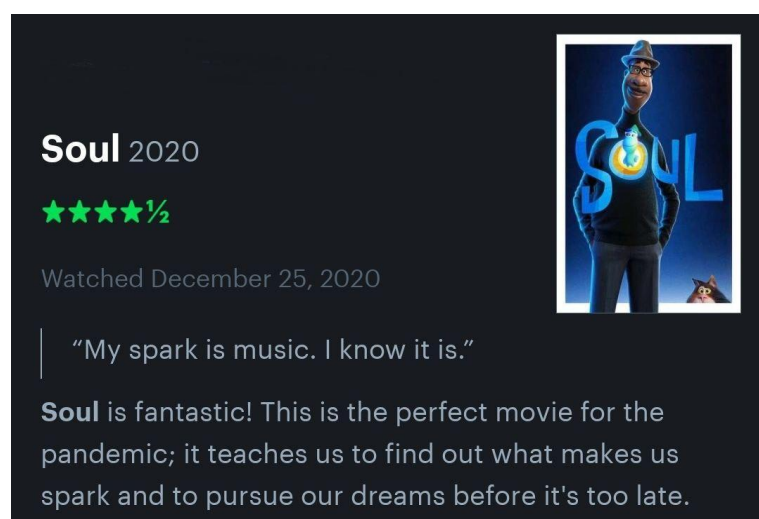 Soul 2020
★★★★½
Watched December 25, 2020
“My spark is music. I know it is.”
Soul is fantastic! This is the perfect movie for the
pandemic; it teaches us to find out what makes us
spark and to pursue our dreams before it's too late.
SOUL